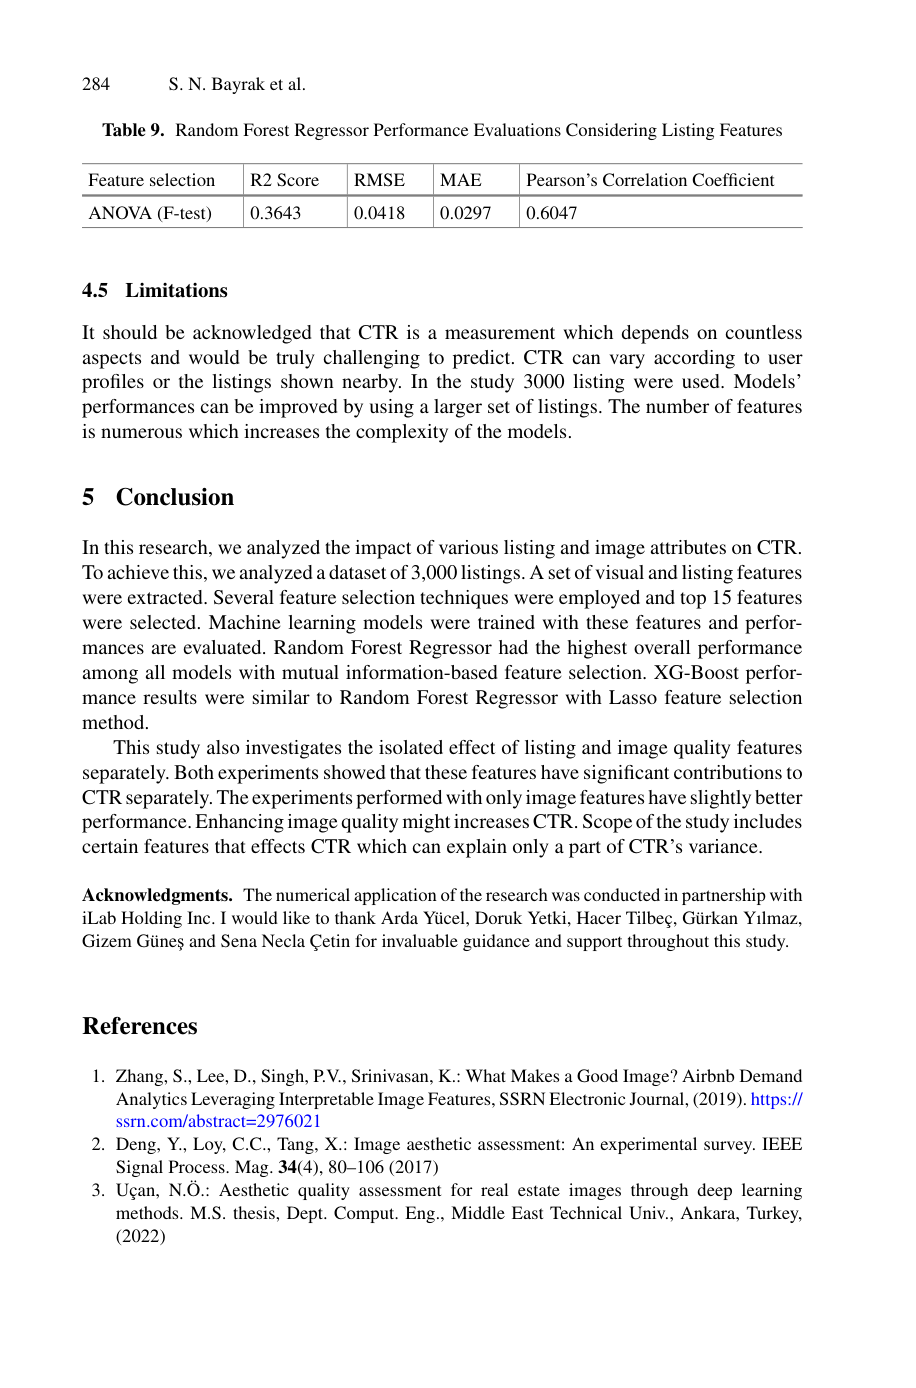 284 S. N. Bayrak et al.
Table 9. Random Forest Regressor Performance Evaluations Considering Listing Features
Feature selection R2 Score RMSE MAE Pearson’s Correlation Coefficient
ANOVA (F-test) 0.3643 0.0418 0.0297 0.6047
4.5 Limitations
It should be acknowledged that CTR is a measurement which depends on countless
aspects and would be truly challenging to predict. CTR can vary according to user
profiles or the listings shown nearby. In the study 3000 listing were used. Models’
performances can be improved by using a larger set of listings. The number of features
is numerous which increases the complexity of the models.
5 Conclusion
In this research, we analyzed the impact of various listing and image attributes on CTR.
To achieve this, we analyzed a dataset of 3,000 listings. A set of visual and listing features
were extracted. Several feature selection techniques were employed and top 15 features
were selected. Machine learning models were trained with these features and perfor-
mances are evaluated. Random Forest Regressor had the highest overall performance
among all models with mutual information-based feature selection. XG-Boost perfor-
mance results were similar to Random Forest Regressor with Lasso feature selection
method.
This study also investigates the isolated effect of listing and image quality features
separately. Both experiments showed that these features have significant contributions to
CTR separately. The experiments performed with only image features have slightly better
performance. Enhancing image quality might increases CTR. Scope of the study includes
certain features that effects CTR which can explain only a part of CTR’s variance.
Acknowledgments. The numerical application of the research was conducted in partnership with
iLab Holding Inc. I would like to thank Arda Yücel, Doruk Yetki, Hacer Tilbeç, Gürkan Yılmaz,
Gizem Güneş and Sena Necla Çetin for invaluable guidance and support throughout this study.
References
1. Zhang, S., Lee, D., Singh, P.V., Srinivasan, K.: What Makes a Good Image? Airbnb Demand
Analytics Leveraging Interpretable Image Features, SSRN Electronic Journal, (2019). https://
ssrn.com/abstract=2976021
2. Deng, Y., Loy, C.C., Tang, X.: Image aesthetic assessment: An experimental survey. IEEE
Signal Process. Mag. 34(4), 80–106 (2017)
3. Uçan, N.Ö.: Aesthetic quality assessment for real estate images through deep learning
methods. M.S. thesis, Dept. Comput. Eng., Middle East Technical Univ., Ankara, Turkey,
(2022)